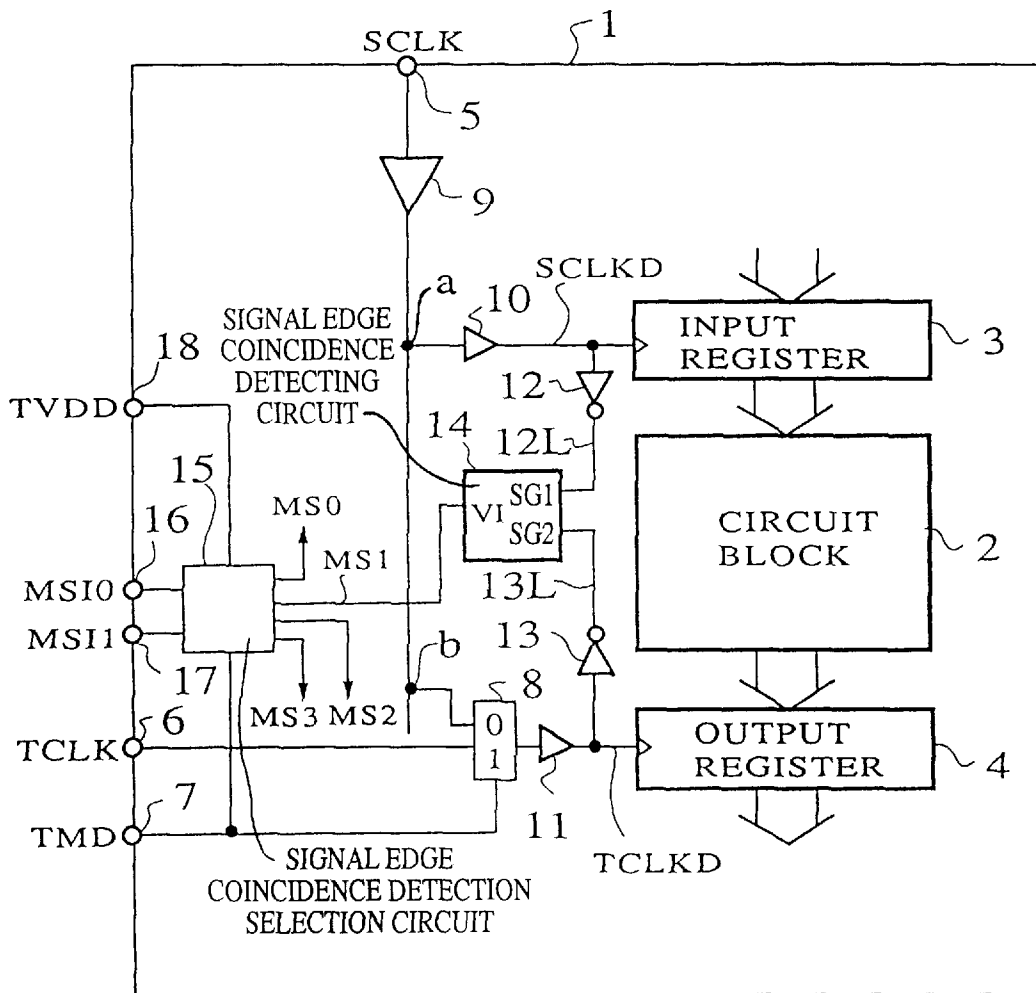 SCLK
1
5
9
a
10
SCLKD
INPUT
REGISTER
3
SIGNAL EDGE
COINCIDENCE
DETECTING
CIRCUIT
18
TVDD
12
12L
14
VI
SG1
SG2
15
16
MS0
MS1
CIRCUIT
BLOCK
2
MSI0
13L
MSI1
17
13
b
8
6
MS3
MS2
0
1
TCLK
OUTPUT
REGISTER
4
7
11
TMD
TCLKD
SIGNAL EDGE
COINCIDENCE DETECTION
SELECTION CIRCUIT